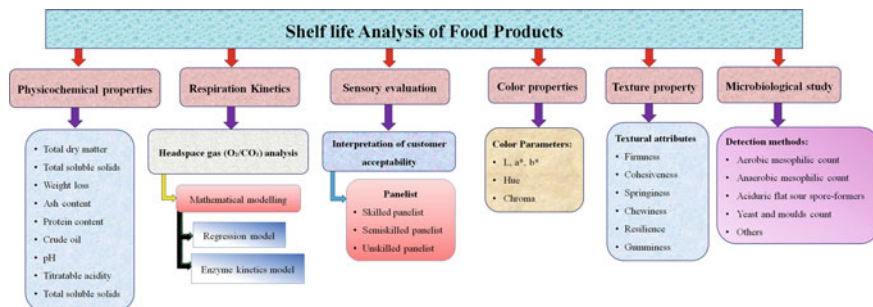 Shelf life Analysis of Food Products
Physicochemical properties
Total dry matter
Total soluble solids
Weight loss
Ash content
Protein content
Crude oil
pH
Titratable acidity
Total soluble solids
Respiration Kinetics
Headspace gas (O₂/CO₂) analysis
Mathematical modelling
Regression model
Enzyme kinetics model
Sensory evaluation
Interpretation of customer
acceptability
Panelist
Skilled panelist
Semiskilled panelist
Unskilled panelist
Color properties
Color Parameters:
L, a*, b*
Hue
Chroma
Texture property
Textural attributes
Firmness
Cohesiveness
Springiness
Chewiness
Resilience
Gumminess
Microbiological study
Detection methods:
Aerobic mesophilic count
Anaerobic mesophilic count
Aciduric flat sour spore-formers
Yeast and moulds count
Others